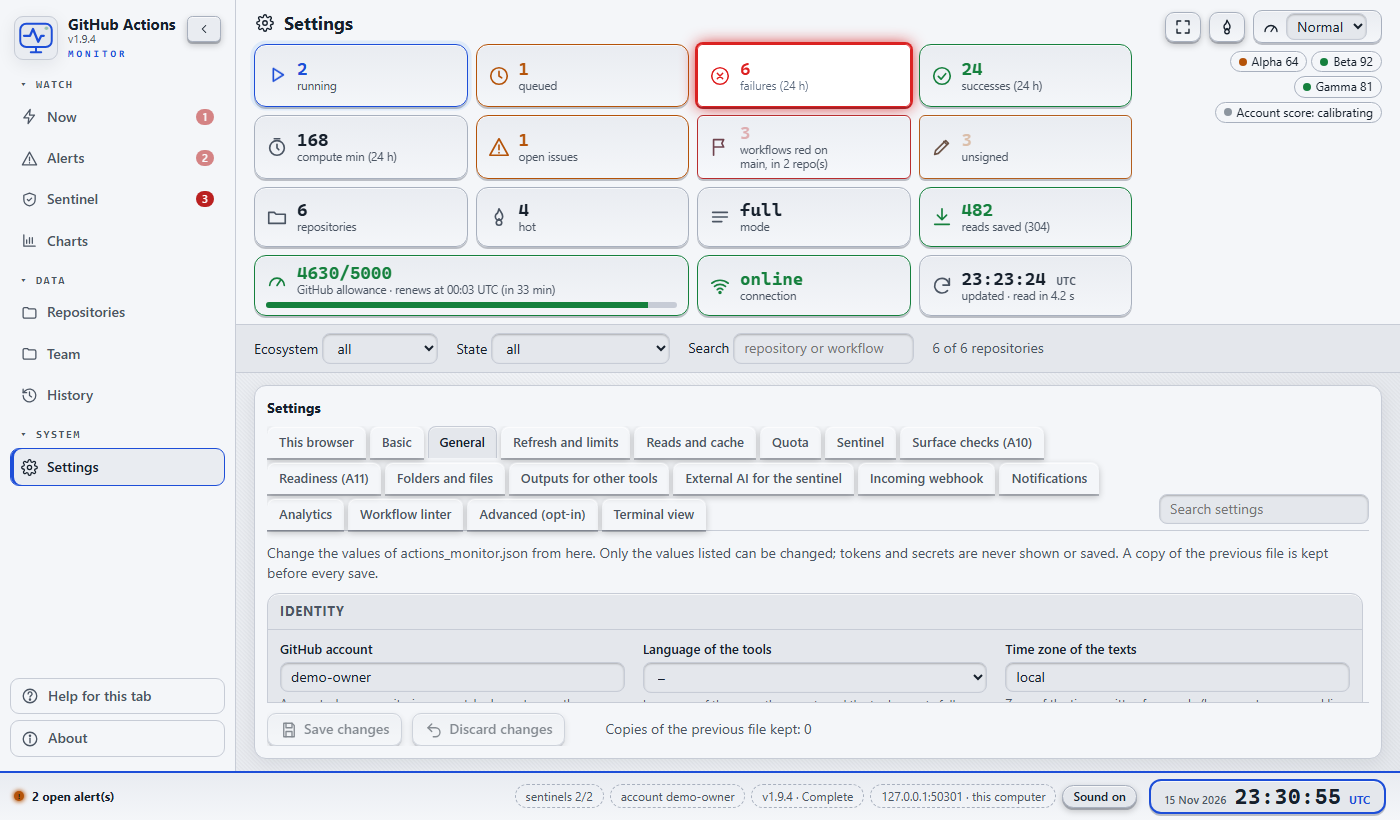 GitHub Actions
v1.9.4
MONITOR
WATCH
Now 1
Alerts 2
Sentinel 3
Charts
DATA
Repositories
Team
History
SYSTEM
Settings
Help for this tab
About
Settings
Normal
Alpha 64
Beta 92
Gamma 81
Account score: calibrating
2
running
1
queued
6
failures (24 h)
24
successes (24 h)
168
compute min (24 h)
1
open issues
3
workflows red on
main, in 2 repo(s)
3
unsigned
6
repositories
4
hot
full
mode
482
reads saved (304)
4630/5000
GitHub allowance · renews at 00:03 UTC (in 33 min)
online
connection
23:23:24 UTC
updated · read in 4.2 s
Ecosystem all State all Search repository or workflow 6 of 6 repositories
Settings
This browser Basic General Refresh and limits Reads and cache Quota Sentinel Surface checks (A10)
Readiness (A11) Folders and files Outputs for other tools External AI for the sentinel Incoming webhook Notifications
Analytics Workflow linter Advanced (opt-in) Terminal view
Search settings
Change the values of actions_monitor.json from here. Only the values listed can be changed; tokens and secrets are never shown or saved. A copy of the previous file is kept
before every save.
IDENTITY
GitHub account Language of the tools Time zone of the texts
demo-owner – local
Save changes Discard changes Copies of the previous file kept: 0
2 open alert(s)
sentinels 2/2 account demo-owner v1.9.4 · Complete 127.0.0.1:50301 · this computer Sound on 15 Nov 2026 23:30:55 UTC